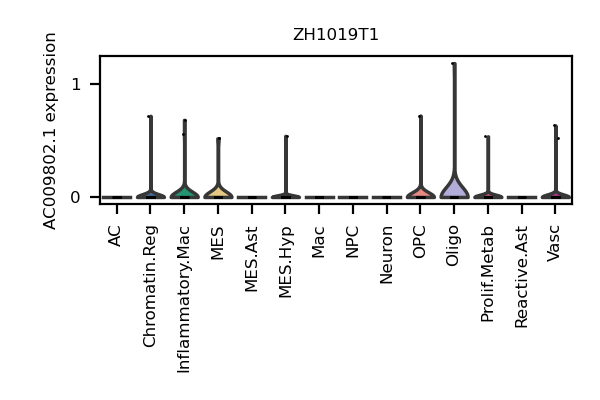 ZH1019T1
AC009802.1 expression
1
0
AC
Chromatin.Reg
Inflammatory.Mac
MES
MES.Ast
MES.Hyp
Mac
NPC
Neuron
OPC
Oligo
Prolif.Metab
Reactive.Ast
Vasc